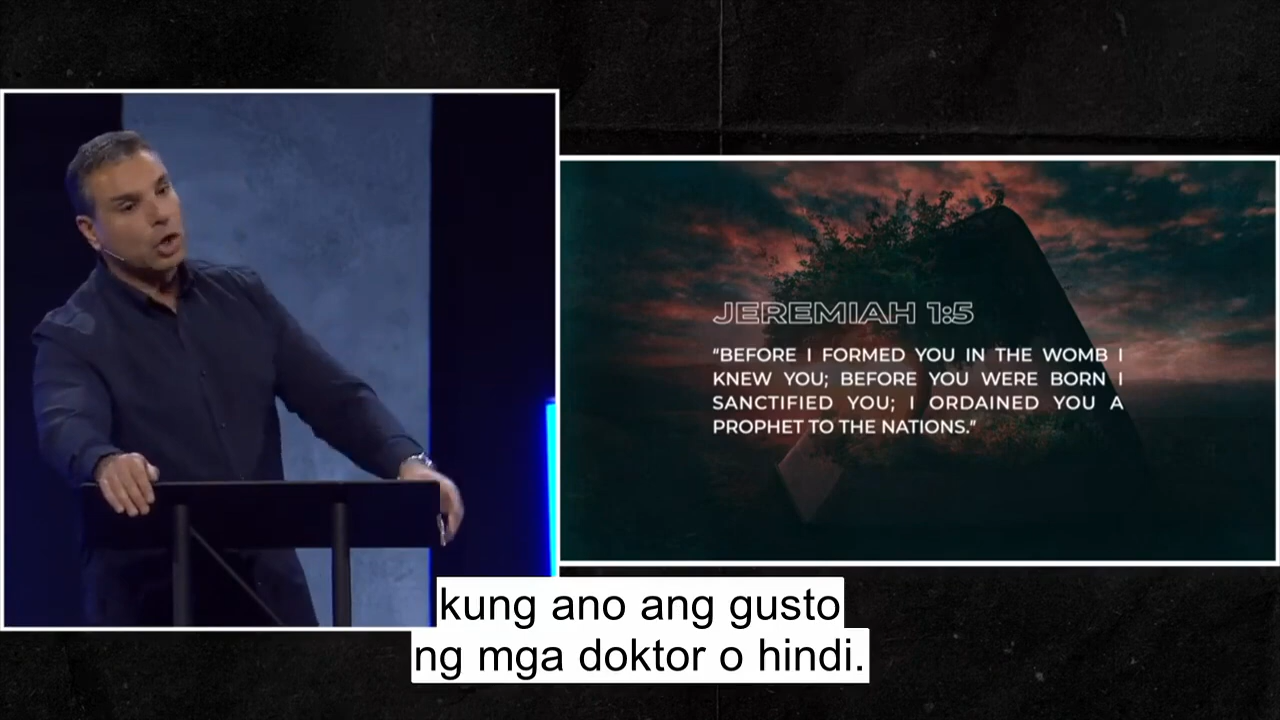 JEREMIAH 1:5
"BEFORE I FORMED YOU IN THE WOMB I
KNEW YOU; BEFORE YOU WERE BORN I
SANCTIFIED YOU; I ORDAINED YOU A
PROPHET TO THE NATIONS."
kung ano ang gusto
ng mga doktor o hindi.